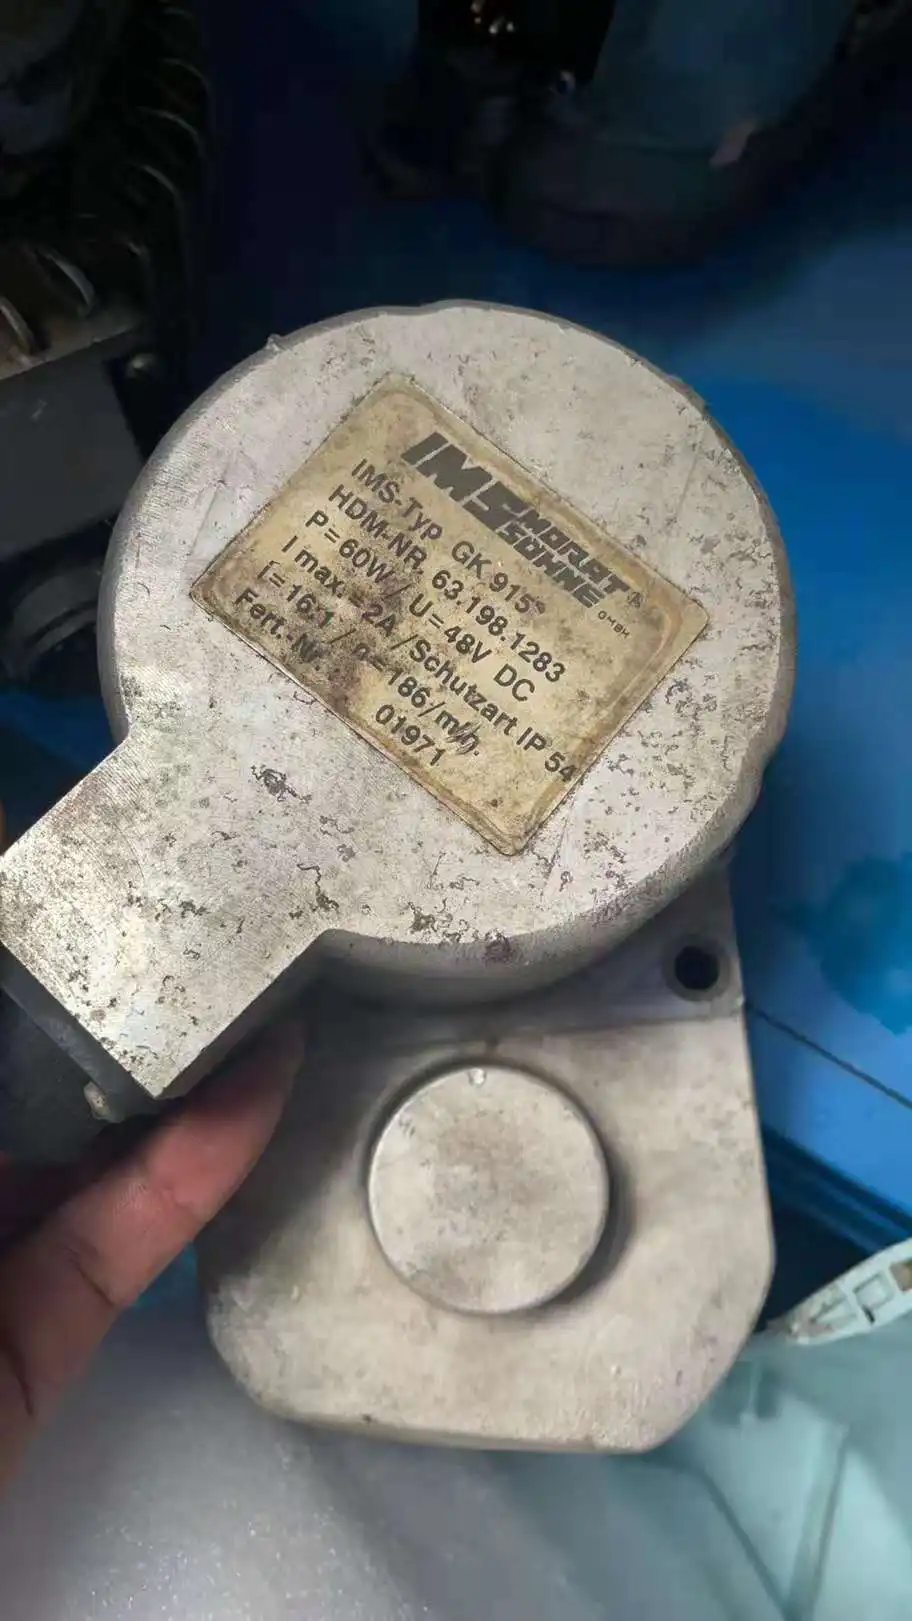 IMS MORAT SÖHNE GMBH
IMS-Typ GK 915
HDM-NR. 63.198.1283
P=60W / U=48V DC
I max.=2A / Schutzart IP 54
i=16:1 / n=186/min.
Fert.-Nr. 01971